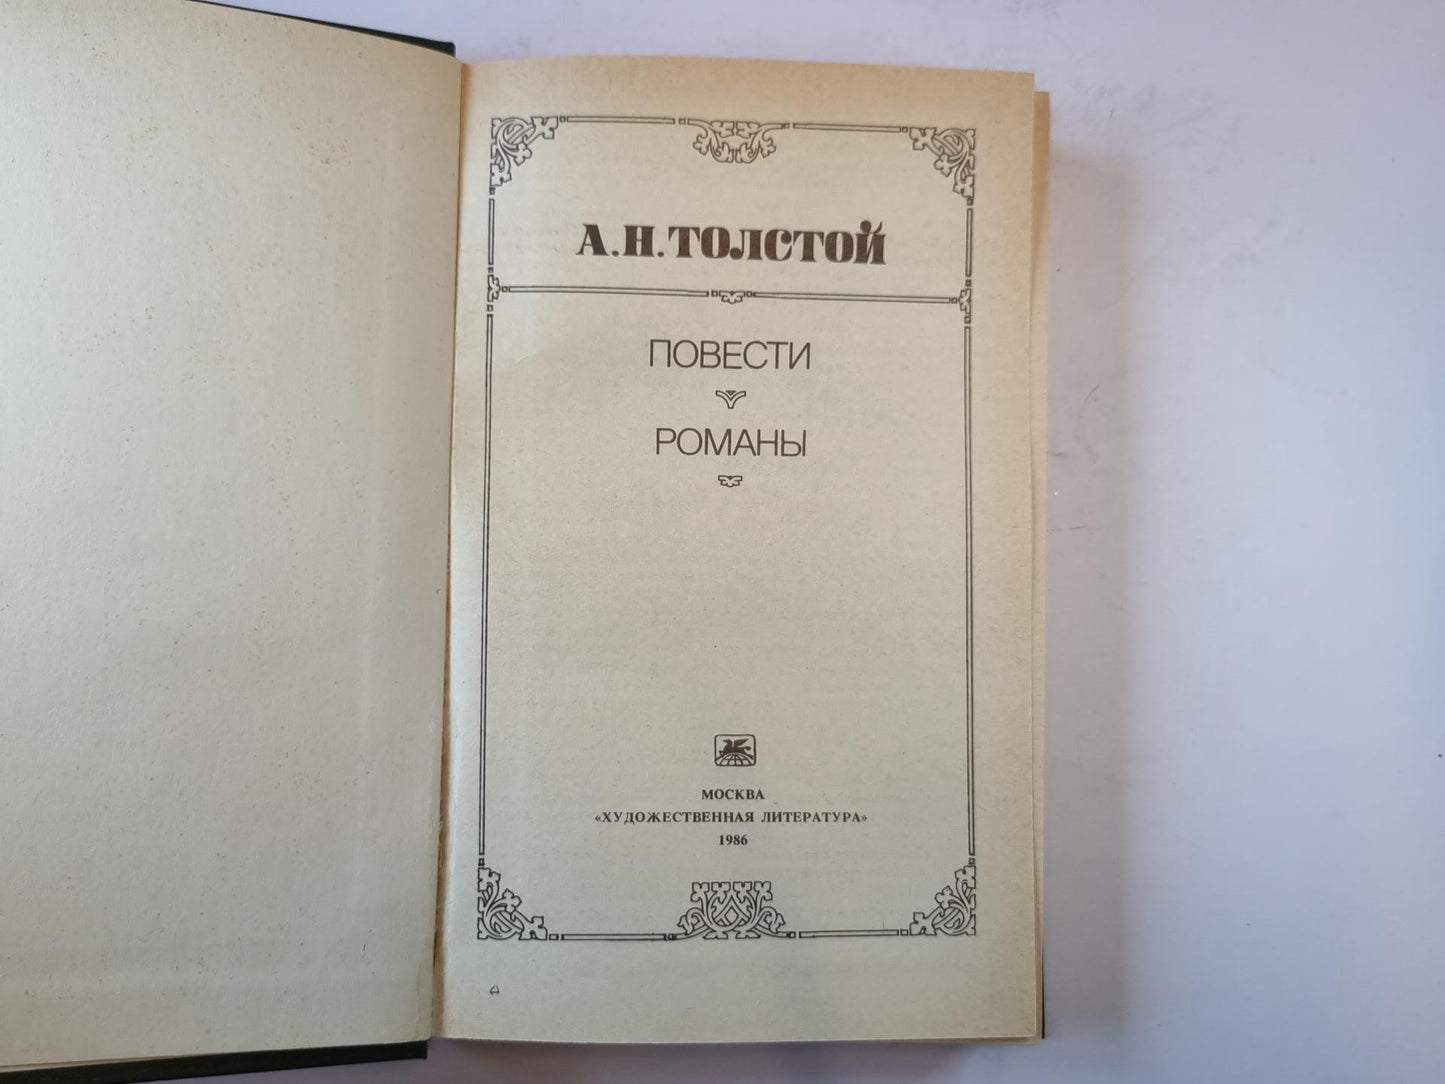 А.Н.ТОЛСТОЙ
ПОВЕСТИ
РОМАНЫ
МОСКВА
«ХУДОЖЕСТВЕННАЯ ЛИТЕРАТУРА»
1986